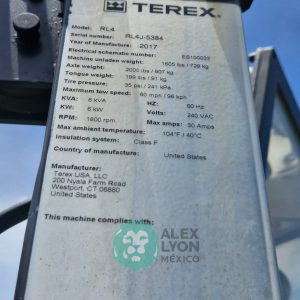 TEREX
Model: RL4
Serial number: RL4J-5384
Year of Manufacture: 2017
Electrical schematic number: ES100033
Machine unladen weight: 1605 lbs / 728 kg
Axle weight: 2000 lbs / 907 kg
Tongue weight: 199 lbs / 91 kg
Tire pressure: 35 psi / 241 kPa
Maximum tow speed: 60 mph / 96 kph
KVA: 6 kVA HZ: 60 Hz
KW: 6 kW Volts: 240 VAC
RPM: 1800 rpm Max amps: 30 Amps
Max ambient temperature: 104°F / 40°C
Insulation system: Class F
Country of manufacture: United States
Manufacturer:
Terex USA, LLC
200 Nyala Farm Road
Westport, CT 06880
United States
This machine complies with:
ALEX
LYON
MÉXICO